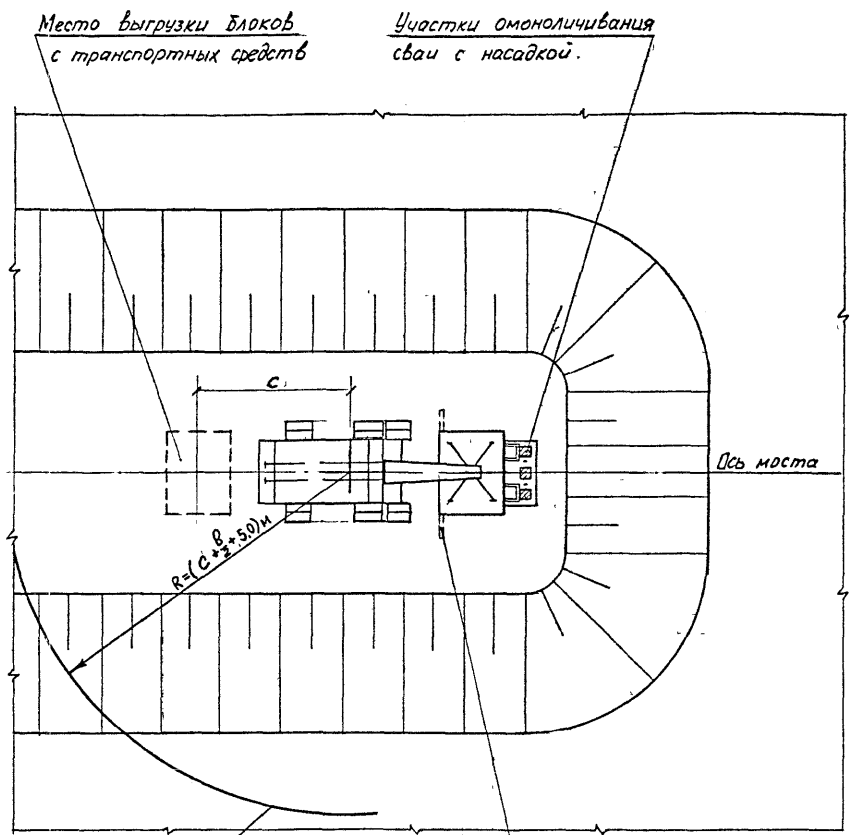 Место выгрузки блоков
с транспортных средств
Участки омоноличивания
сваи с насадкой.
C
Ось моста
R=(C+B/2+5.0)м